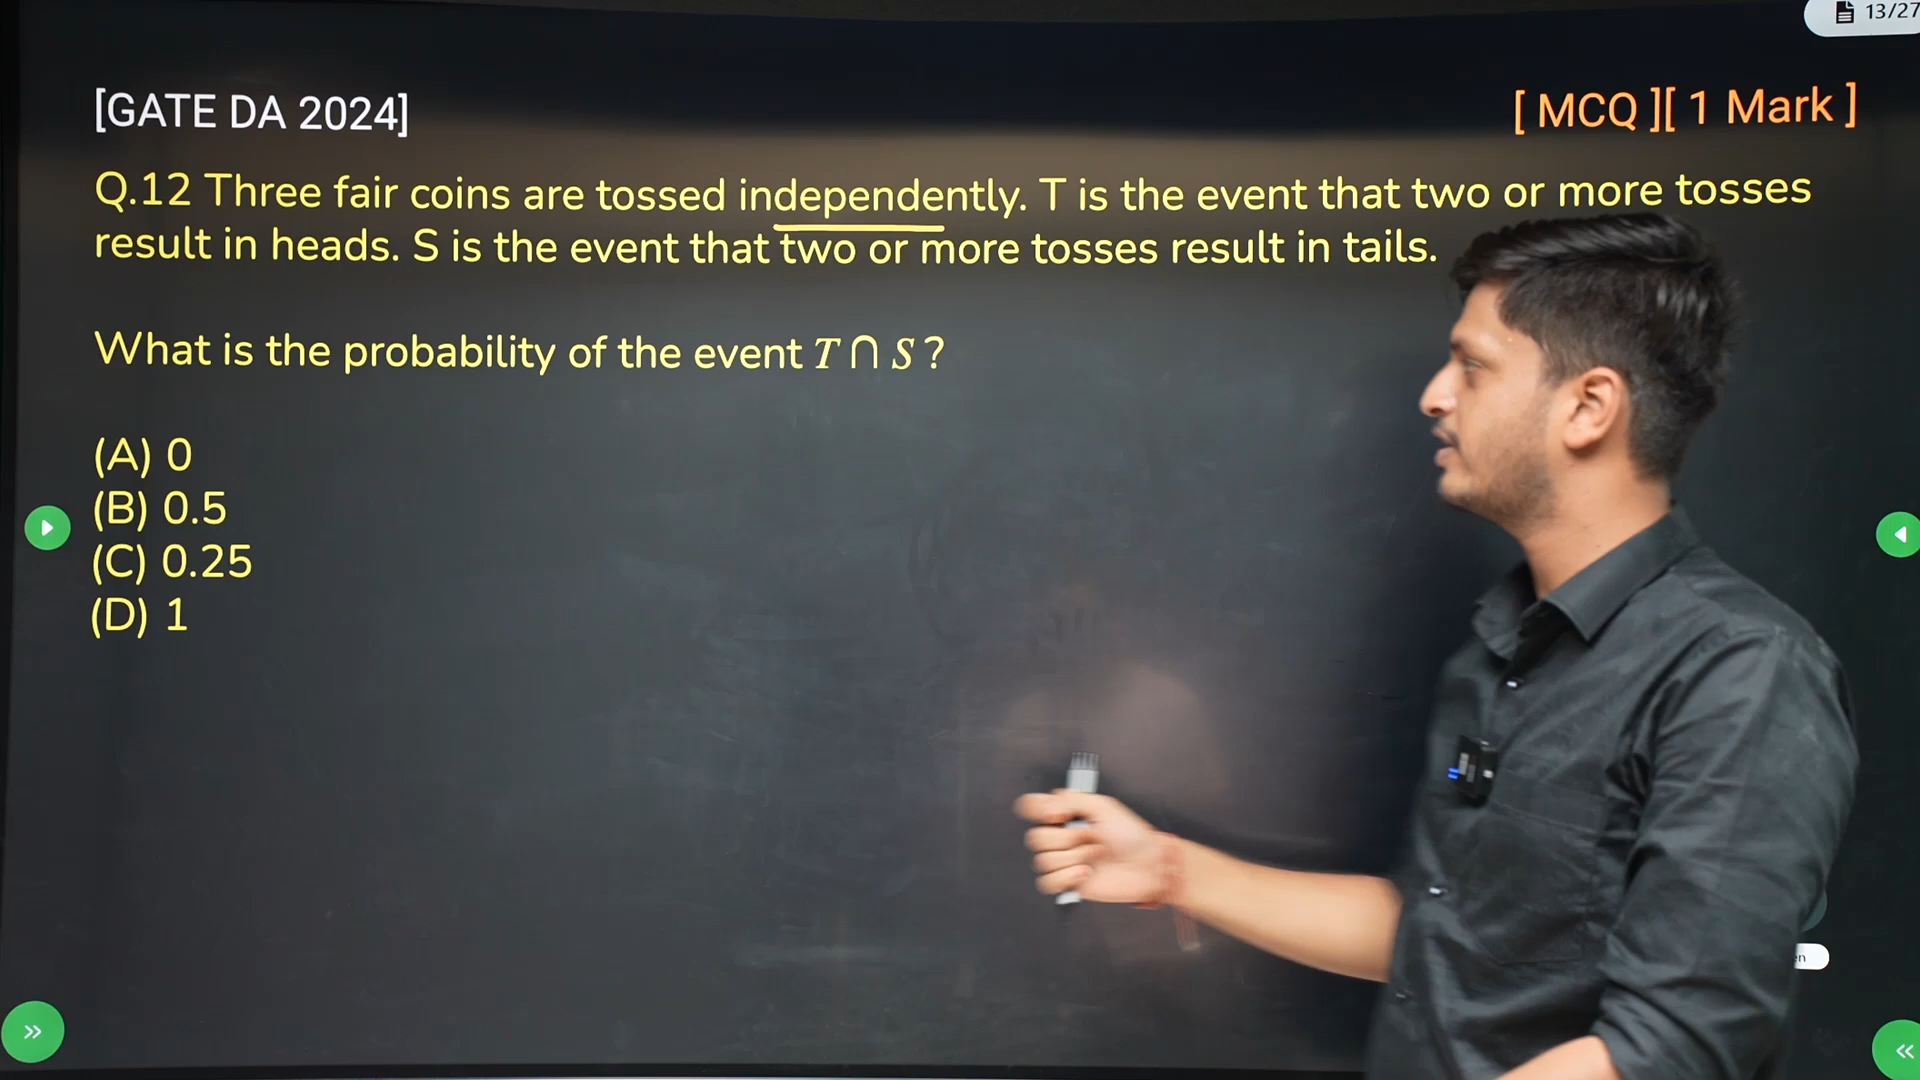 13/27
[GATE DA 2024]
[ MCQ ][ 1 Mark ]
Q.12 Three fair coins are tossed independently. T is the event that two or more tosses
result in heads. S is the event that two or more tosses result in tails.
What is the probability of the event T ∩ S ?
(A) 0
(B) 0.5
(C) 0.25
(D) 1